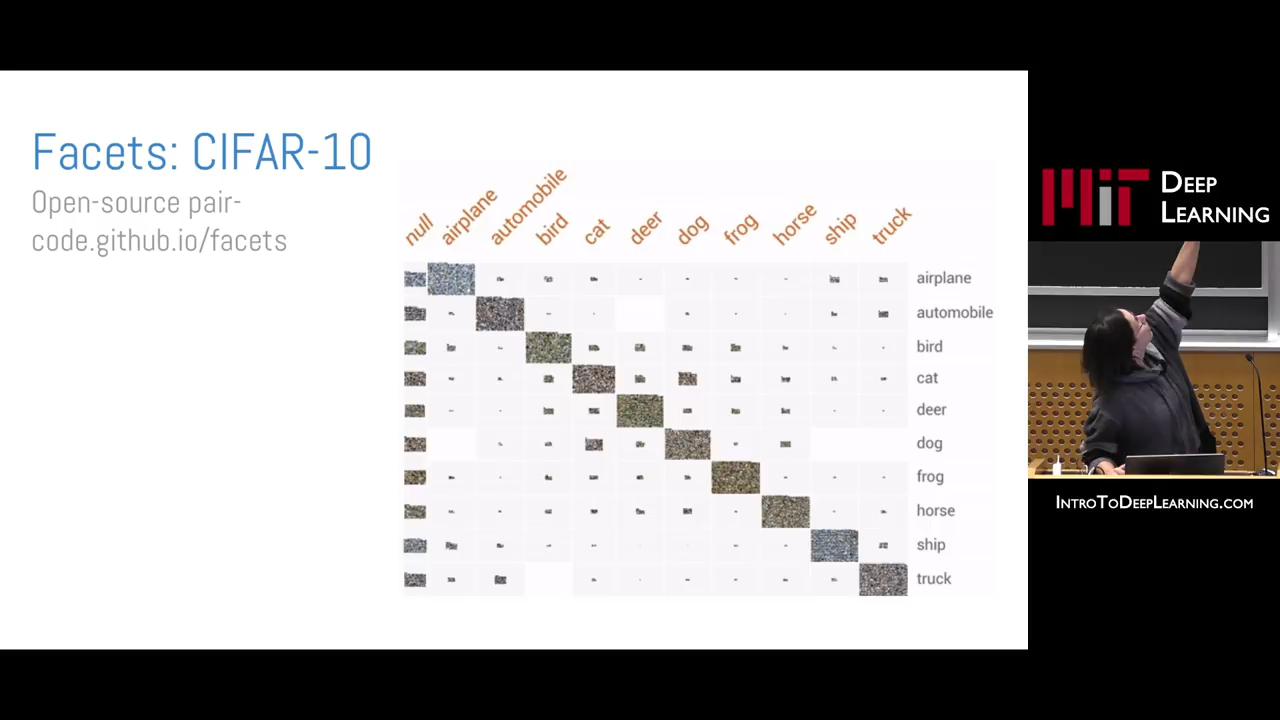 Facets: CIFAR-10
Open-source pair-
code.github.io/facets
null airplane automobile bird cat deer dog frog horse ship truck
airplane
automobile
bird
cat
deer
dog
frog
horse
ship
truck
MIT DEEP
LEARNING
INTROTODEEPLEARNING.COM